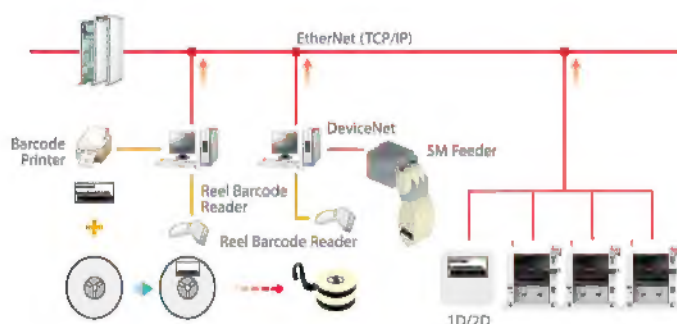 EtherNet (TCP/IP)
DeviceNet
SM Feeder
Barcode
Printer
Reel Barcode
Reader
Reel Barcode Reader
1D/2D